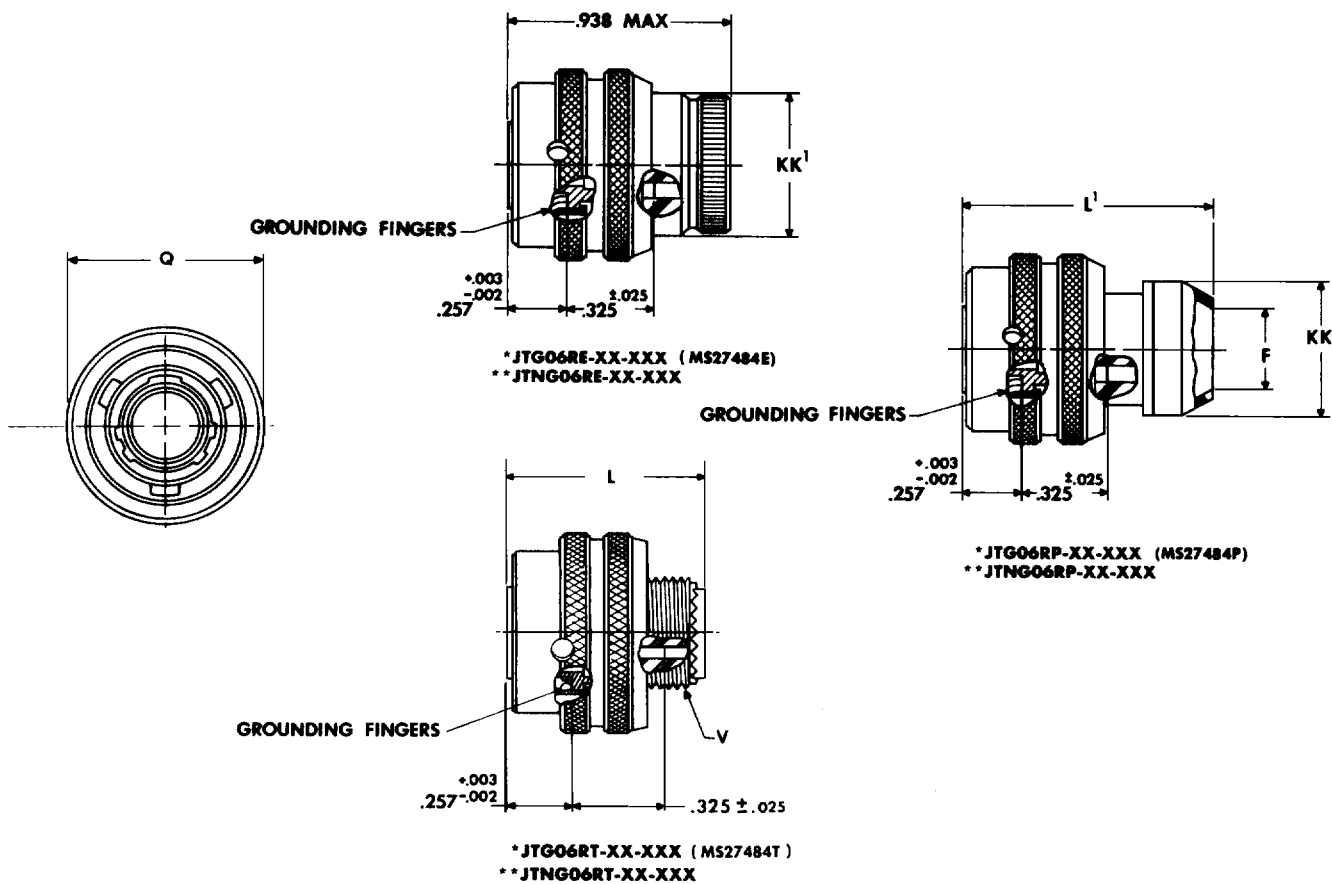 .938 MAX
KK¹
GROUNDING FINGERS
+.003
-.002
.257
±.025
.325
*JTG06RE-XX-XXX (MS27484E)
**JTNG06RE-XX-XXX
Q
L¹
F
KK
GROUNDING FINGERS
+.003
-.002
.257
±.025
.325
*JTG06RP-XX-XXX (MS27484P)
**JTNG06RP-XX-XXX
L
GROUNDING FINGERS
V
+.003
.257 -.002
.325 ±.025
*JTG06RT-XX-XXX (MS27484T)
**JTNG06RT-XX-XXX